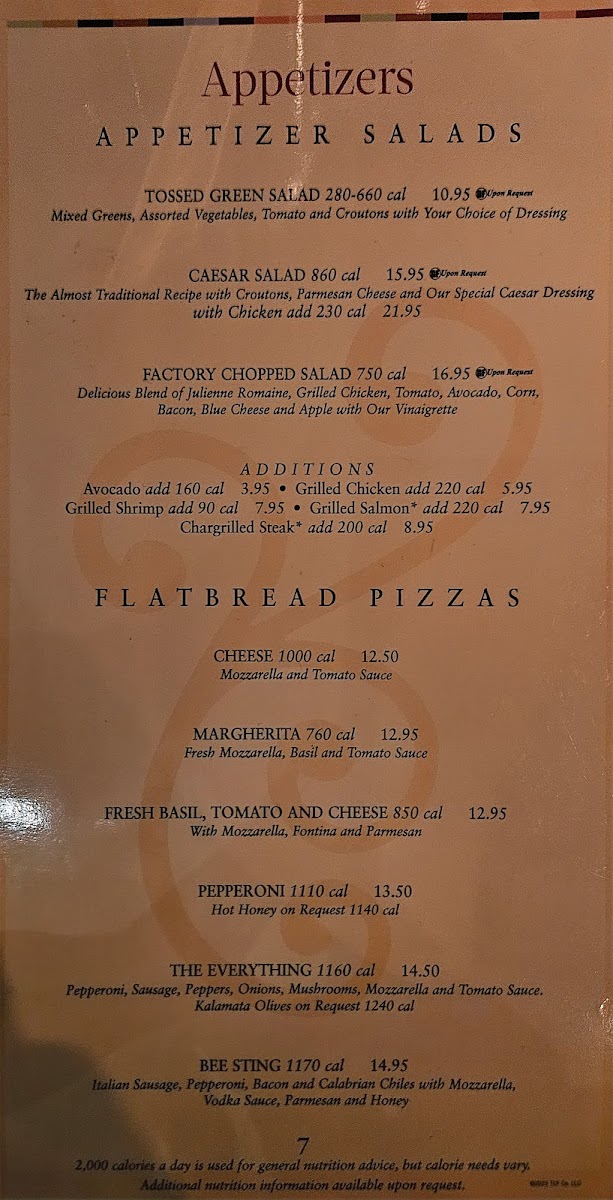 Appetizers
APPETIZER SALADS
TOSSED GREEN SALAD 280-660 cal 10.95 GF Upon Request
Mixed Greens, Assorted Vegetables, Tomato and Croutons with Your Choice of Dressing
CAESAR SALAD 860 cal 15.95 GF Upon Request
The Almost Traditional Recipe with Croutons, Parmesan Cheese and Our Special Caesar Dressing
with Chicken add 230 cal 21.95
FACTORY CHOPPED SALAD 750 cal 16.95 GF Upon Request
Delicious Blend of Julienne Romaine, Grilled Chicken, Tomato, Avocado, Corn,
Bacon, Blue Cheese and Apple with Our Vinaigrette
ADDITIONS
Avocado add 160 cal 3.95 • Grilled Chicken add 220 cal 5.95
Grilled Shrimp add 90 cal 7.95 • Grilled Salmon* add 220 cal 7.95
Chargrilled Steak* add 200 cal 8.95
FLATBREAD PIZZAS
CHEESE 1000 cal 12.50
Mozzarella and Tomato Sauce
MARGHERITA 760 cal 12.95
Fresh Mozzarella, Basil and Tomato Sauce
FRESH BASIL, TOMATO AND CHEESE 850 cal 12.95
With Mozzarella, Fontina and Parmesan
PEPPERONI 1110 cal 13.50
Hot Honey on Request 1140 cal
THE EVERYTHING 1160 cal 14.50
Pepperoni, Sausage, Peppers, Onions, Mushrooms, Mozzarella and Tomato Sauce.
Kalamata Olives on Request 1240 cal
BEE STING 1170 cal 14.95
Italian Sausage, Pepperoni, Bacon and Calabrian Chiles with Mozzarella,
Vodka Sauce, Parmesan and Honey
7
2,000 calories a day is used for general nutrition advice, but calorie needs vary.
Additional nutrition information available upon request.